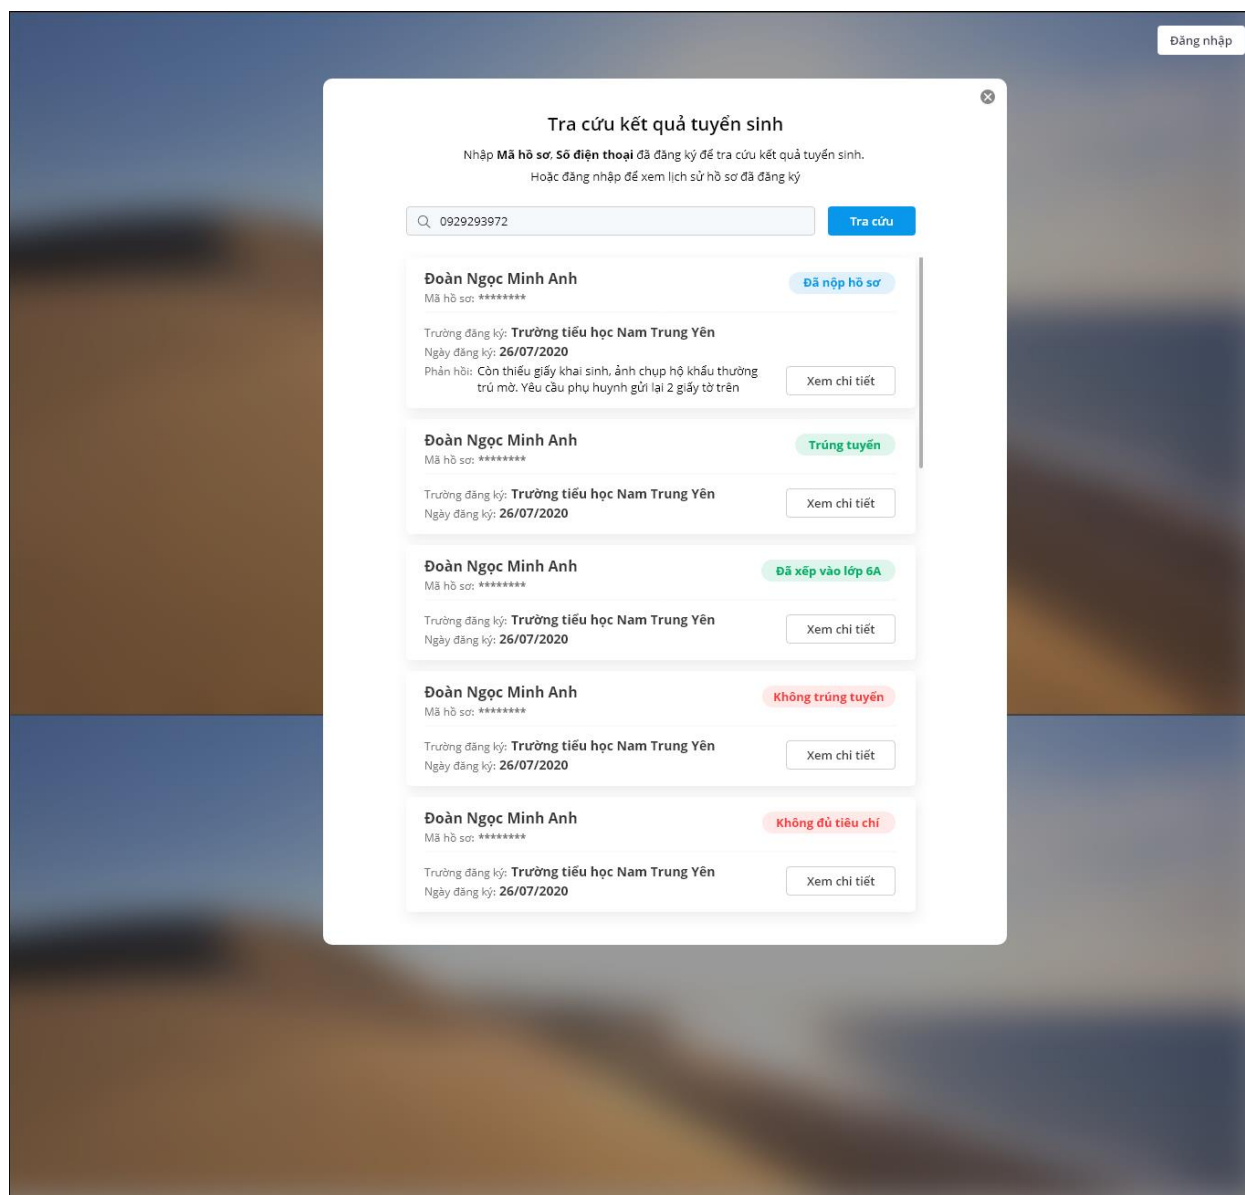 Đăng nhập
Tra cứu kết quả tuyển sinh
Nhập Mã hồ sơ, Số điện thoại đã đăng ký để tra cứu kết quả tuyển sinh.
Hoặc đăng nhập để xem lịch sử hồ sơ đã đăng ký
0929293972
Tra cứu
Đoàn Ngọc Minh Anh
Đã nộp hồ sơ
Mã hồ sơ: ********
Trường đăng ký: Trường tiểu học Nam Trung Yên
Ngày đăng ký: 26/07/2020
Phản hồi: Còn thiếu giấy khai sinh, ảnh chụp hộ khẩu thường
trú mờ. Yêu cầu phụ huynh gửi lại 2 giấy tờ trên
Xem chi tiết
Đoàn Ngọc Minh Anh
Trúng tuyển
Mã hồ sơ: ********
Trường đăng ký: Trường tiểu học Nam Trung Yên
Ngày đăng ký: 26/07/2020
Xem chi tiết
Đoàn Ngọc Minh Anh
Đã xếp vào lớp 6A
Mã hồ sơ: ********
Trường đăng ký: Trường tiểu học Nam Trung Yên
Ngày đăng ký: 26/07/2020
Xem chi tiết
Đoàn Ngọc Minh Anh
Không trúng tuyển
Mã hồ sơ: ********
Trường đăng ký: Trường tiểu học Nam Trung Yên
Ngày đăng ký: 26/07/2020
Xem chi tiết
Đoàn Ngọc Minh Anh
Không đủ tiêu chí
Mã hồ sơ: ********
Trường đăng ký: Trường tiểu học Nam Trung Yên
Ngày đăng ký: 26/07/2020
Xem chi tiết